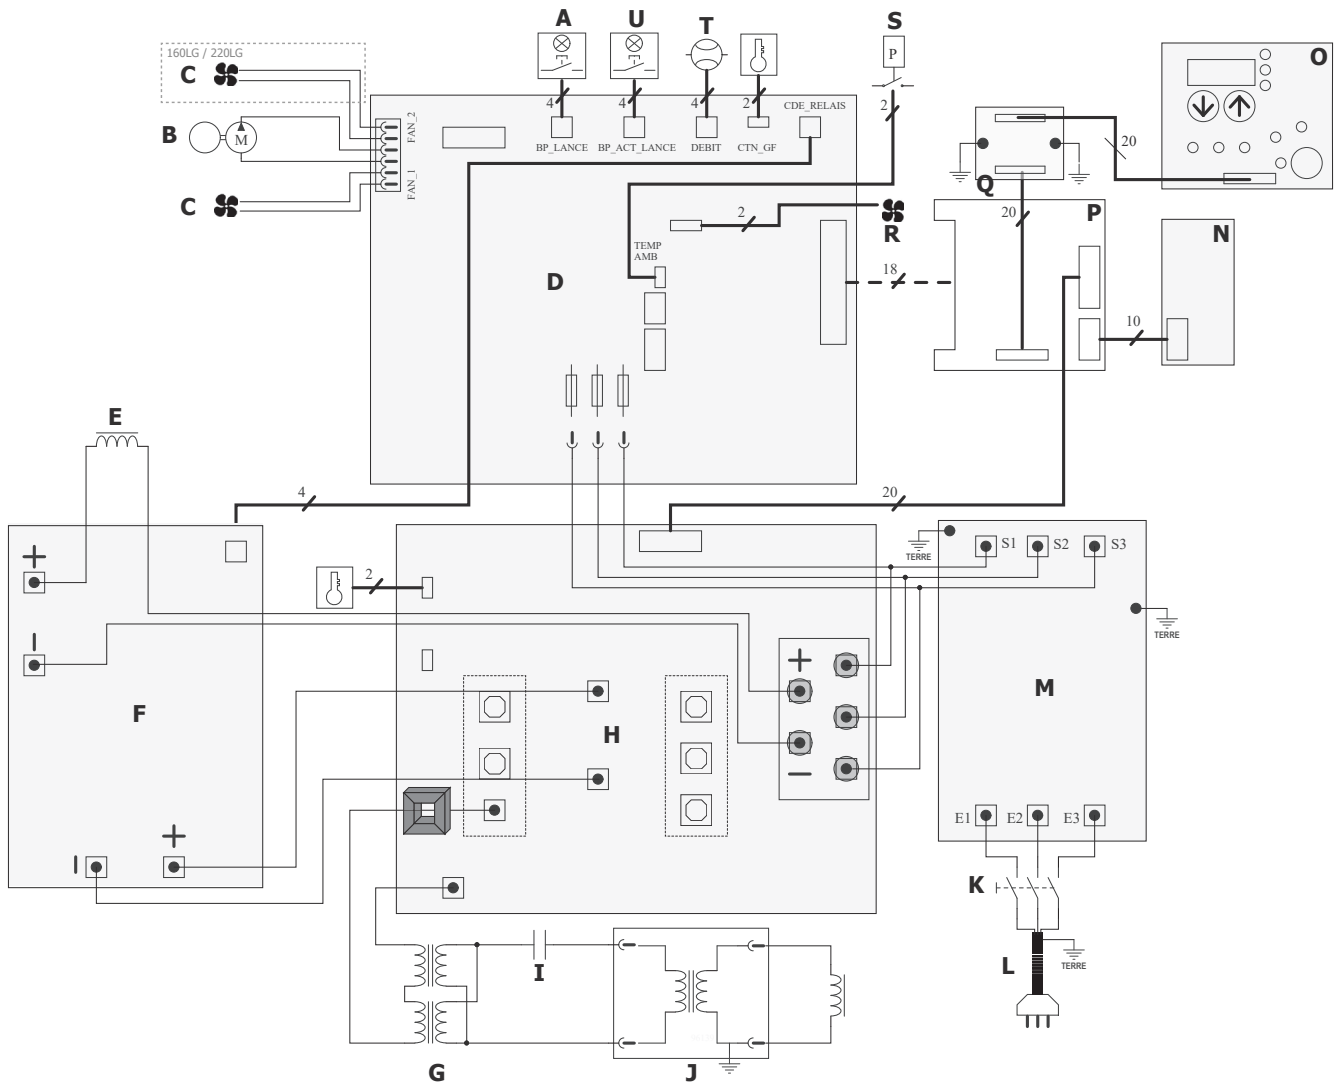 A
U
T
S
160LG / 220LG
C
P
O
4
4
4
2
2
CDE_RELAIS
FAN_2
B
M
BP_LANCE
BP_ACT_LANCE
DEBIT
CTN_GF
20
FAN_1
Q
C
2
20
P
R
N
TEMP
AMB
D
18
10
E
4
20
TERRE
S1
S2
S3
+
2
TERRE
+
M
F
H
–
E1
E2
E3
+
K
L
TERRE
I
G
J